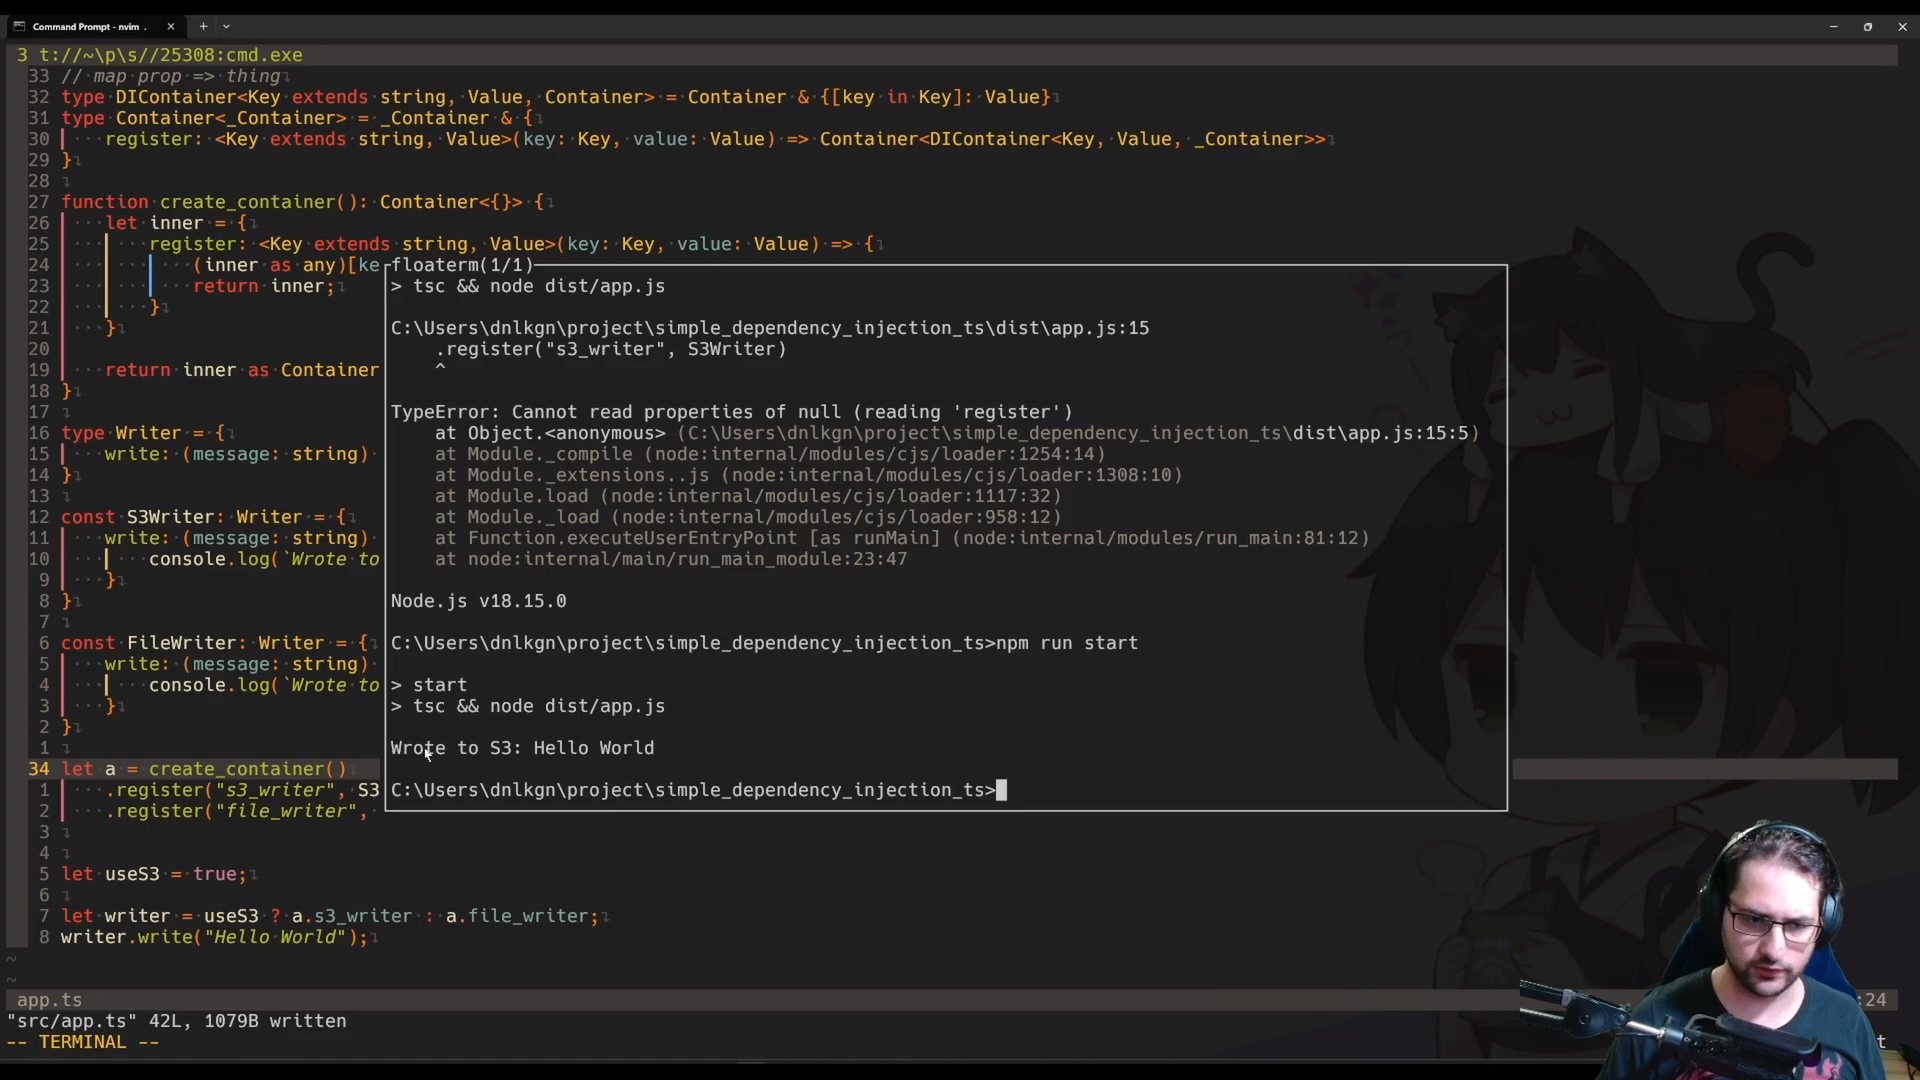 Command Prompt - nvim .
3 t://~\p\s//25308:cmd.exe
33 // map prop => thing
32 type DIContainer<Key extends string, Value, Container> = Container & {[key in Key]: Value}
31 type Container<_Container> = _Container & {
30 register: <Key extends string, Value>(key: Key, value: Value) => Container<DIContainer<Key, Value, _Container>>
29 }
28
27 function create_container(): Container<{}> {
26 let inner = {
25 register: <Key extends string, Value>(key: Key, value: Value) => {
24 (inner as any)[ke
23 return inner;
22 }
21 }
20
19 return inner as Container
18 }
17
16 type Writer = {
15 write: (message: string)
14 }
13
12 const S3Writer: Writer = {
11 write: (message: string)
10 console.log(`Wrote to
9 }
8 }
7
6 const FileWriter: Writer = {
5 write: (message: string)
4 console.log(`Wrote to
3 }
2 }
1
34 let a = create_container()
1 .register("s3_writer", S3
2 .register("file_writer",
3
4
5 let useS3 = true;
6
7 let writer = useS3 ? a.s3_writer : a.file_writer;
8 writer.write("Hello World");
~
~
floaterm(1/1)
> tsc && node dist/app.js
C:\Users\dnlkgn\project\simple_dependency_injection_ts\dist\app.js:15
.register("s3_writer", S3Writer)
^
TypeError: Cannot read properties of null (reading 'register')
at Object.<anonymous> (C:\Users\dnlkgn\project\simple_dependency_injection_ts\dist\app.js:15:5)
at Module._compile (node:internal/modules/cjs/loader:1254:14)
at Module._extensions..js (node:internal/modules/cjs/loader:1308:10)
at Module.load (node:internal/modules/cjs/loader:1117:32)
at Module._load (node:internal/modules/cjs/loader:958:12)
at Function.executeUserEntryPoint [as runMain] (node:internal/modules/run_main:81:12)
at node:internal/main/run_main_module:23:47
Node.js v18.15.0
C:\Users\dnlkgn\project\simple_dependency_injection_ts>npm run start
> start
> tsc && node dist/app.js
Wrote to S3: Hello World
C:\Users\dnlkgn\project\simple_dependency_injection_ts>
app.ts
:24
"src/app.ts" 42L, 1079B written
-- TERMINAL --